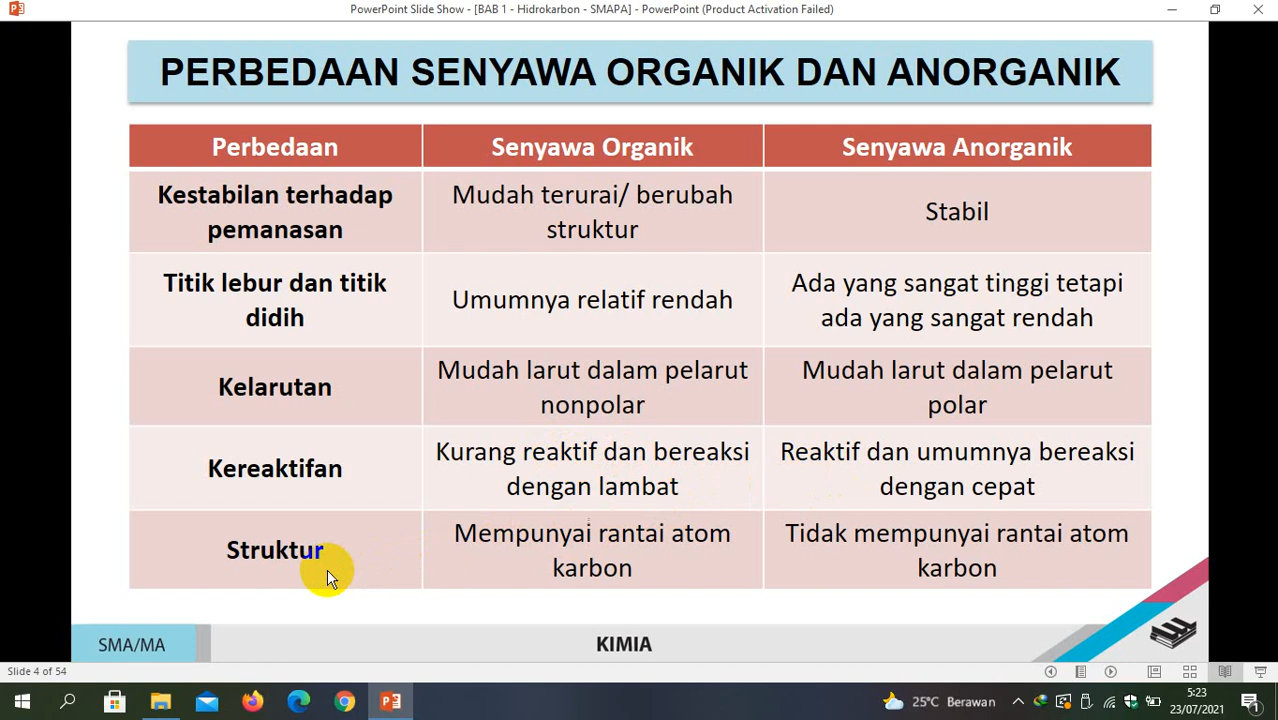 PowerPoint Slide Show - [BAB 1 - Hidrokarbon - SMAPA] - PowerPoint (Product Activation Failed)
PERBEDAAN SENYAWA ORGANIK DAN ANORGANIK
Perbedaan
Senyawa Organik
Senyawa Anorganik
Kestabilan terhadap
pemanasan
Mudah terurai/ berubah
struktur
Stabil
Titik lebur dan titik
didih
Umumnya relatif rendah
Ada yang sangat tinggi tetapi
ada yang sangat rendah
Kelarutan
Mudah larut dalam pelarut
nonpolar
Mudah larut dalam pelarut
polar
Kereaktifan
Kurang reaktif dan bereaksi
dengan lambat
Reaktif dan umumnya bereaksi
dengan cepat
Struktur
Mempunyai rantai atom
karbon
Tidak mempunyai rantai atom
karbon
SMA/MA
KIMIA
Slide 4 of 54
25°C Berawan
5:23
23/07/2021